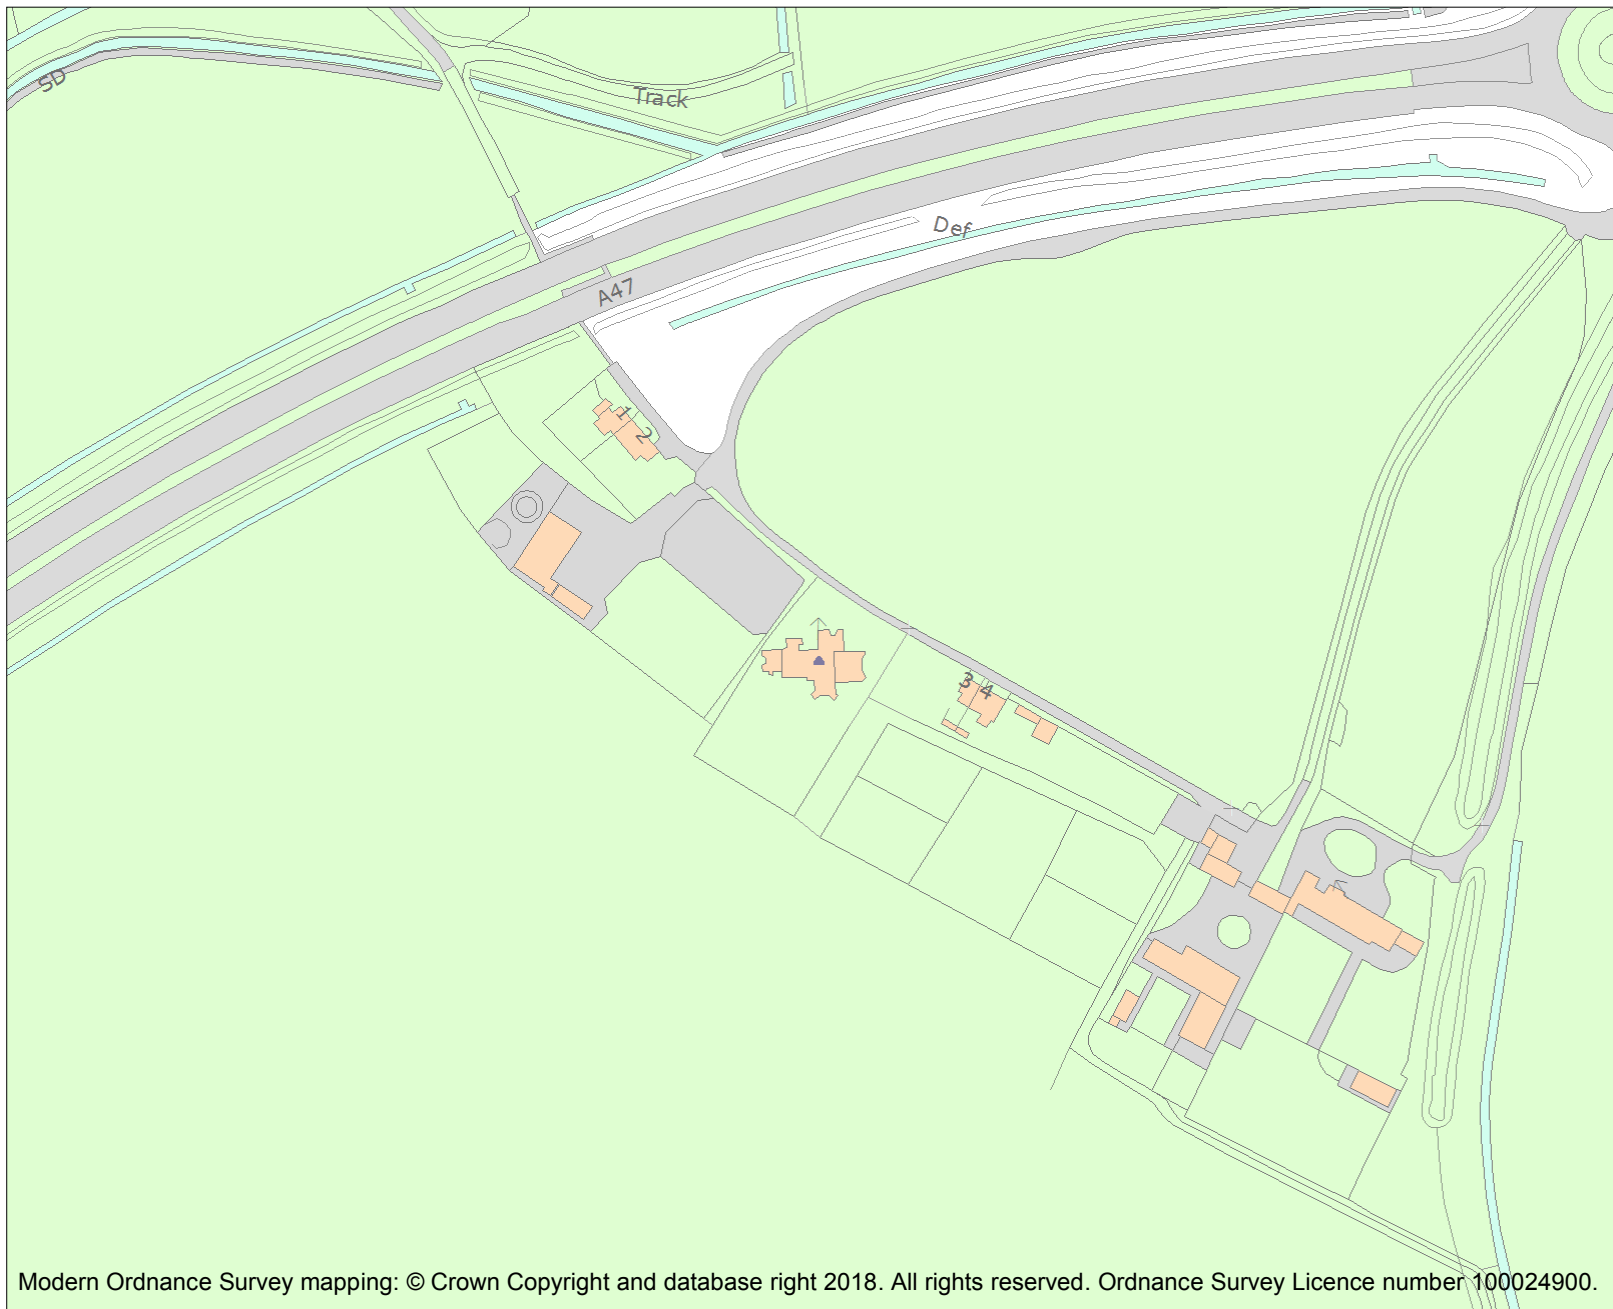 SD
Track
Def
A47
1
2
3
4
Modern Ordnance Survey mapping: © Crown Copyright and database right 2018. All rights reserved. Ordnance Survey Licence number 100024900.